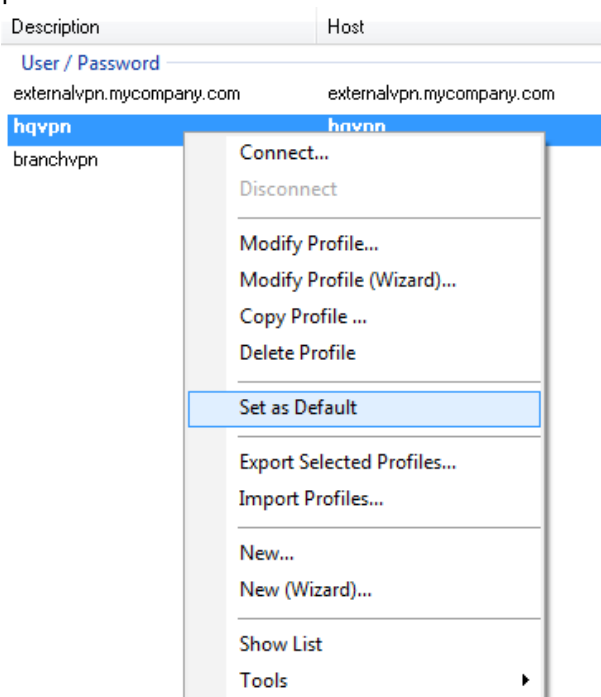 Description Host
User / Password
externalvpn.mycompany.com externalvpn.mycompany.com
hqvpn hqvpn
branchvpn
Connect...
Disconnect
Modify Profile...
Modify Profile (Wizard)...
Copy Profile ...
Delete Profile
Set as Default
Export Selected Profiles...
Import Profiles...
New...
New (Wizard)...
Show List
Tools